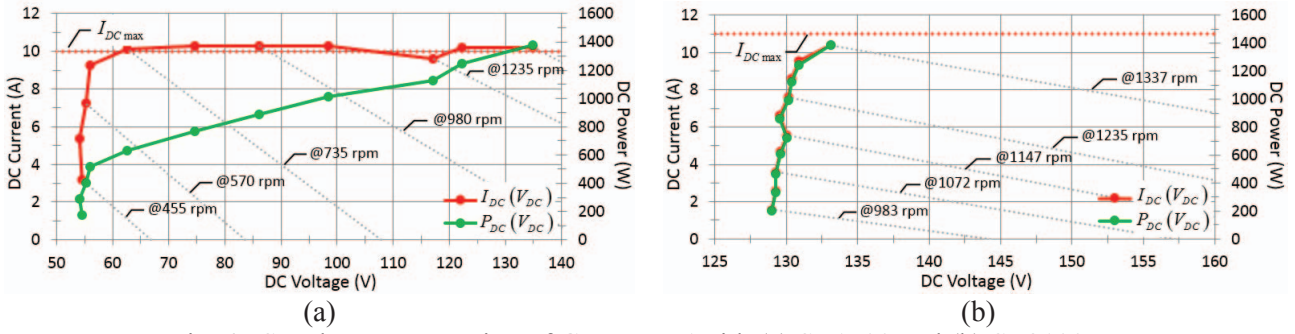 12
10
8
6
4
2
0
DC Current (A)
I_DC max
@1235 rpm
@980 rpm
@735 rpm
@570 rpm
@455 rpm
I_DC (V_DC)
P_DC (V_DC)
1600
1400
1200
1000
800
600
400
200
0
DC Power (W)
50 60 70 80 90 100 110 120 130 140
DC Voltage (V)
(a)
12
10
8
6
4
2
0
DC Current (A)
I_DC max
@1337 rpm
@1235 rpm
@1147 rpm
@1072 rpm
@983 rpm
I_DC (V_DC)
P_DC (V_DC)
1600
1400
1200
1000
800
600
400
200
0
DC Power (W)
125 130 135 140 145 150 155 160
DC Voltage (V)
(b)